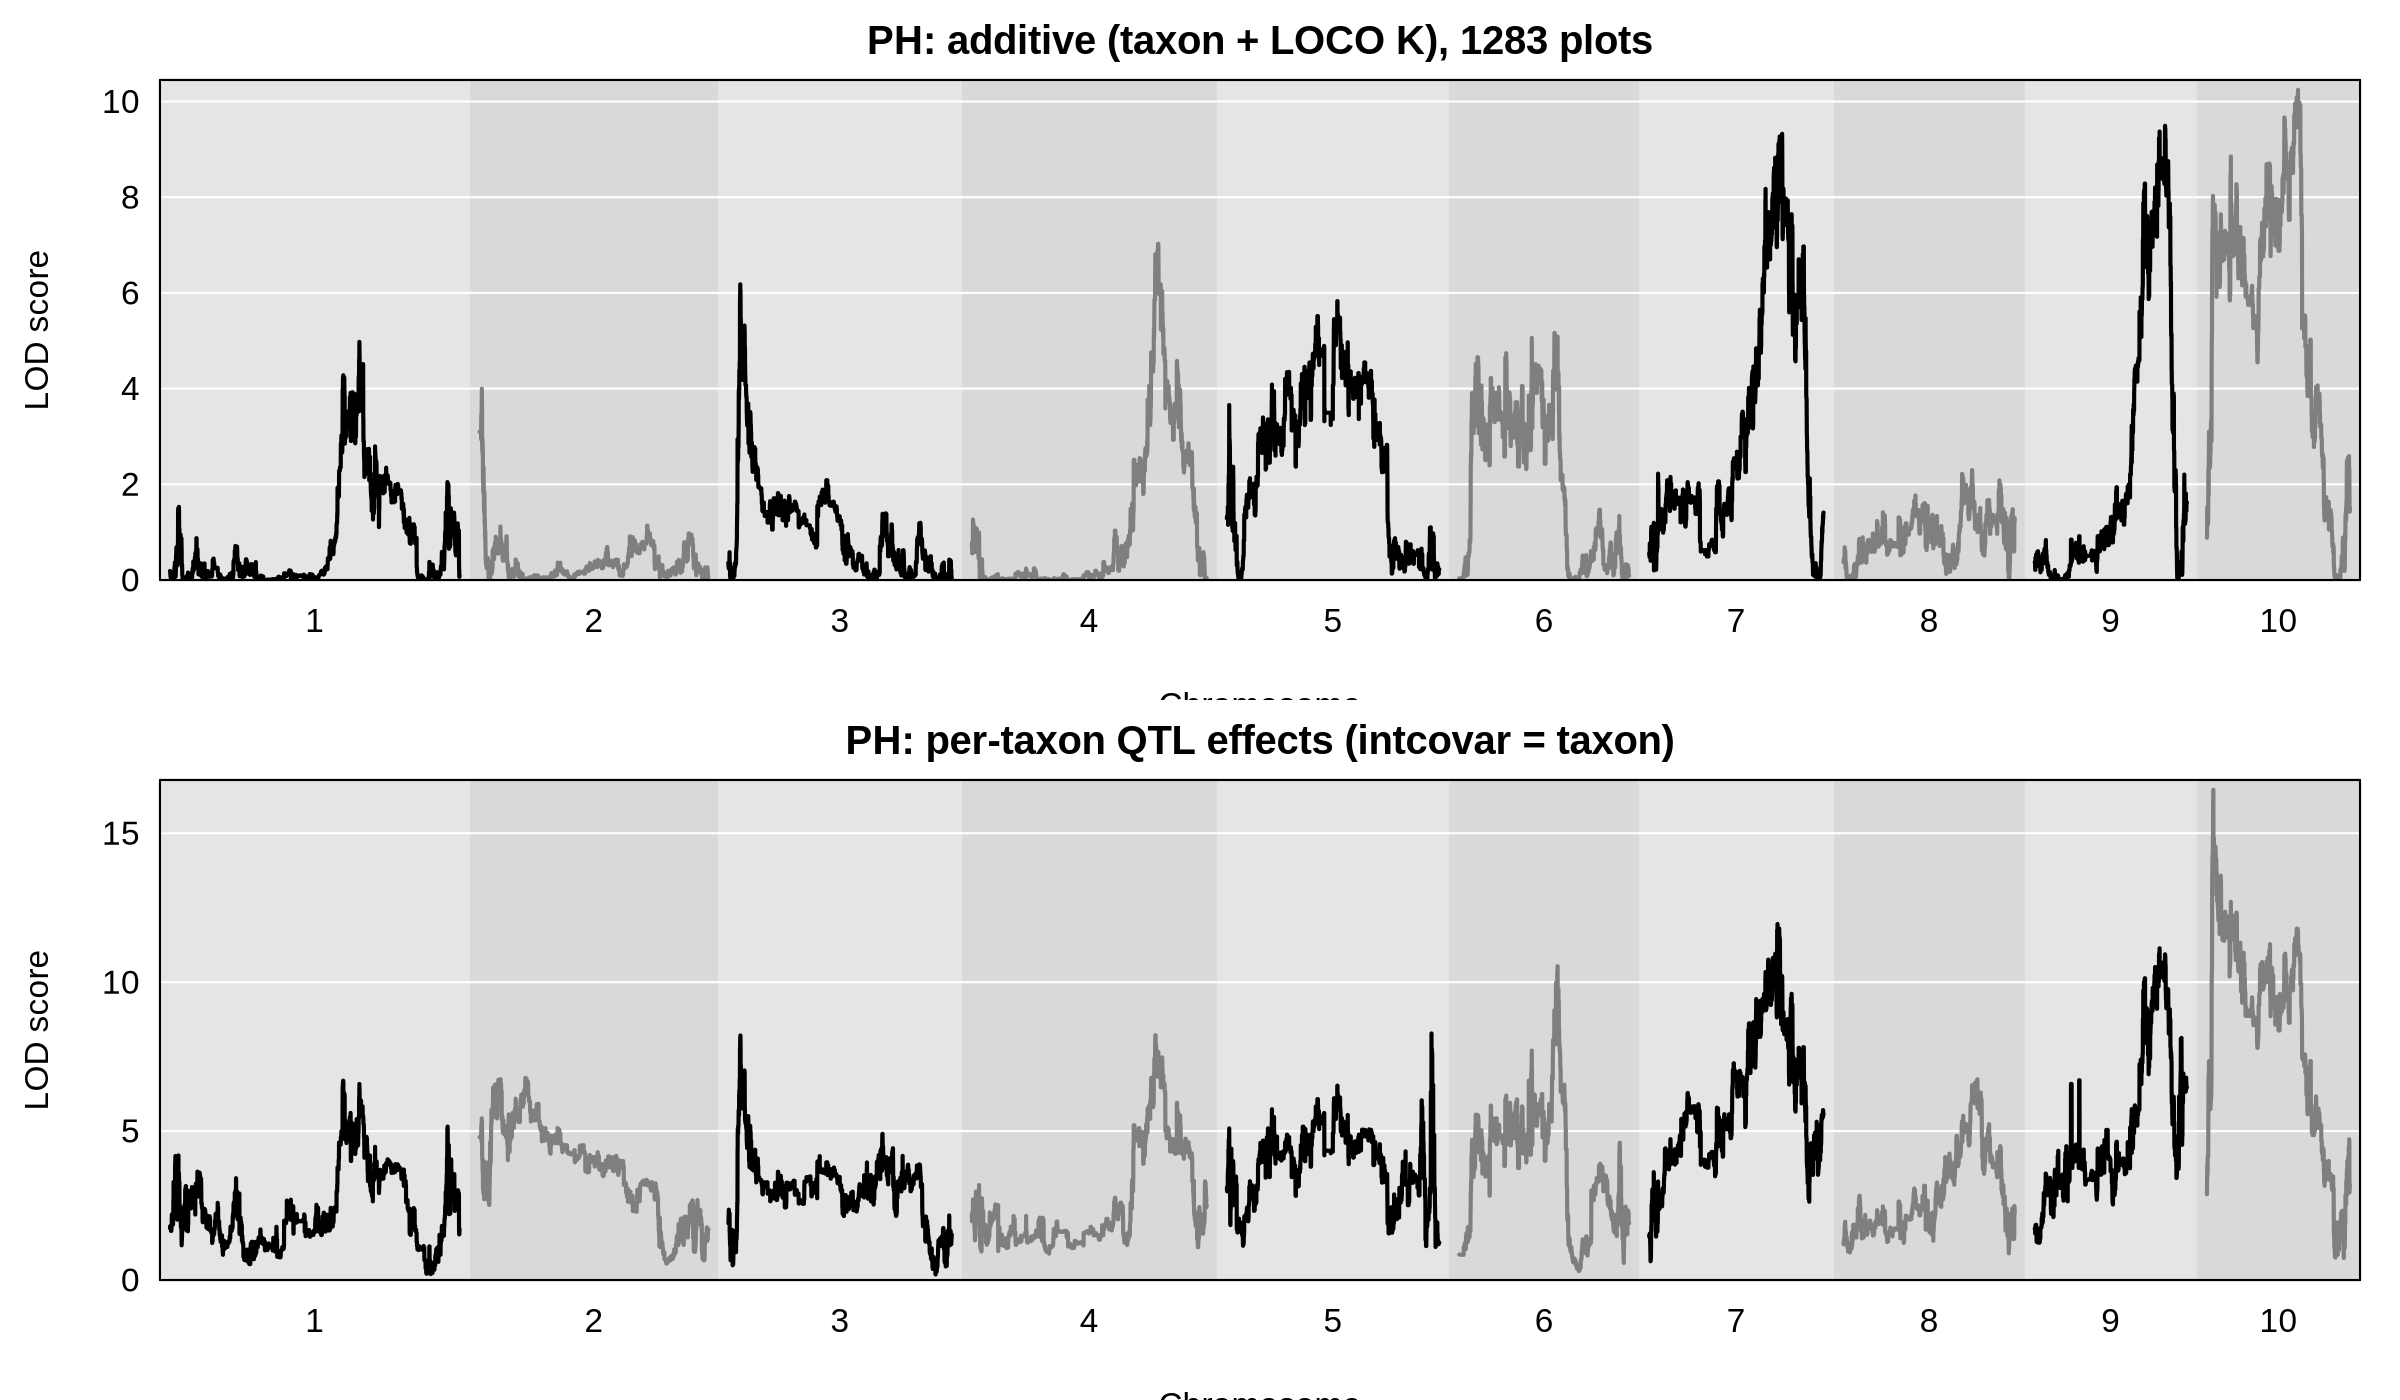 PH: additive (taxon + LOCO K), 1283 plots
LOD score
10
8
6
4
2
0
1 2 3 4 5 6 7 8 9 10
Chromosome
PH: per-taxon QTL effects (intcovar = taxon)
LOD score
15
10
5
0
1 2 3 4 5 6 7 8 9 10
Chromosome